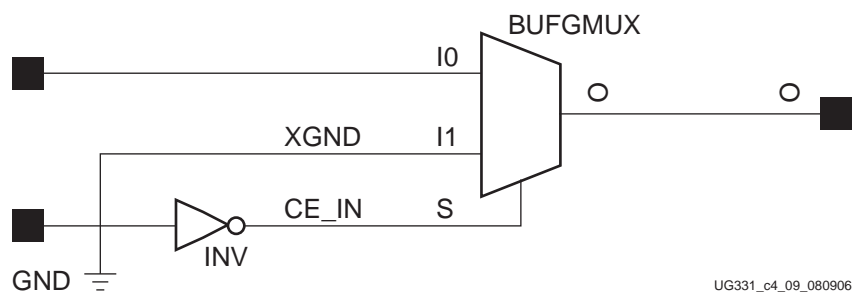 BUFGMUX
I0
O O
XGND I1
CE_IN S
INV
GND
UG331_c4_09_080906